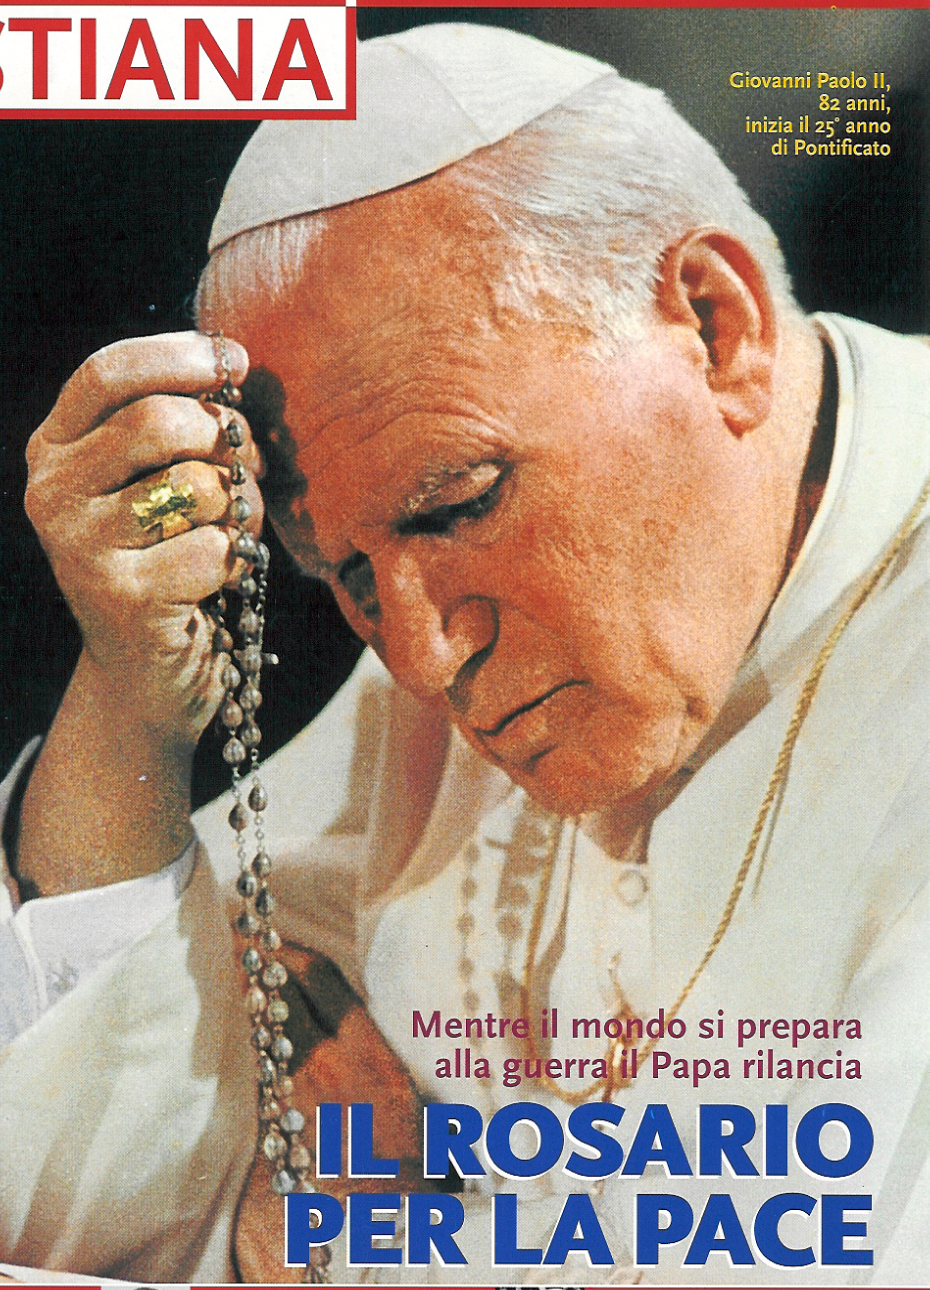 STIANA
Giovanni Paolo II,
82 anni,
inizia il 25° anno
di Pontificato
Mentre il mondo si prepara
alla guerra il Papa rilancia
IL ROSARIO
PER LA PACE